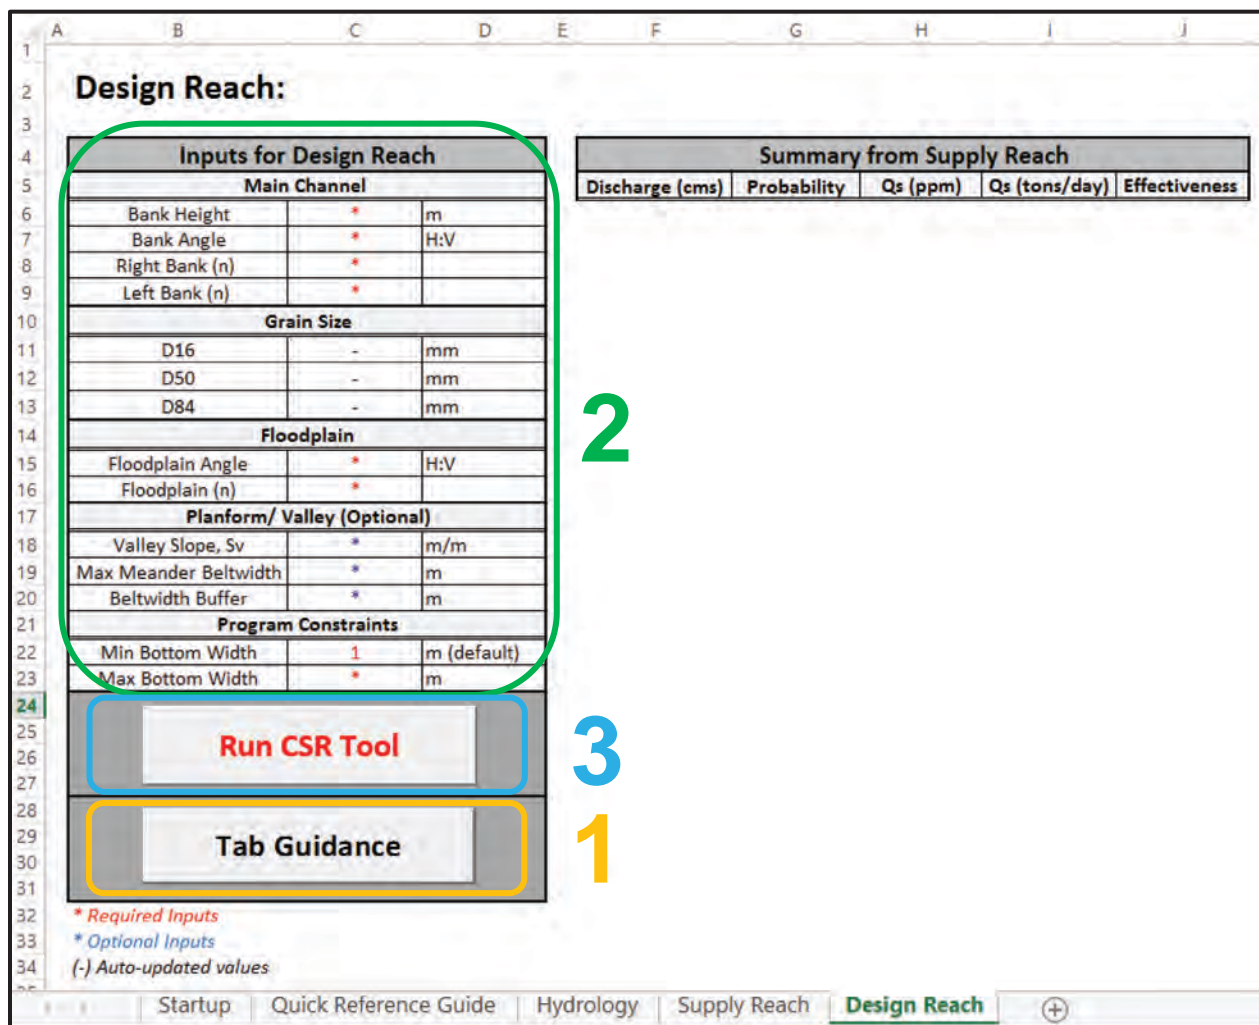 A B C D E F G H I J
1
2 Design Reach:
3
4 Inputs for Design Reach Summary from Supply Reach
5 Main Channel Discharge (cms) Probability Qs (ppm) Qs (tons/day) Effectiveness
6 Bank Height * m
7 Bank Angle * H:V
8 Right Bank (n) *
9 Left Bank (n) *
10 Grain Size
11 D16 - mm
12 D50 - mm
13 D84 - mm
14 Floodplain
15 Floodplain Angle * H:V
16 Floodplain (n) *
17 Planform/ Valley (Optional)
18 Valley Slope, Sv * m/m
19 Max Meander Beltwidth * m
20 Beltwidth Buffer * m
21 Program Constraints
22 Min Bottom Width 1 m (default)
23 Max Bottom Width * m
24
25
26 Run CSR Tool
27
28
29 Tab Guidance
30
31
32 * Required Inputs
33 * Optional Inputs
34 (-) Auto-updated values
2
3
1
Startup Quick Reference Guide Hydrology Supply Reach Design Reach